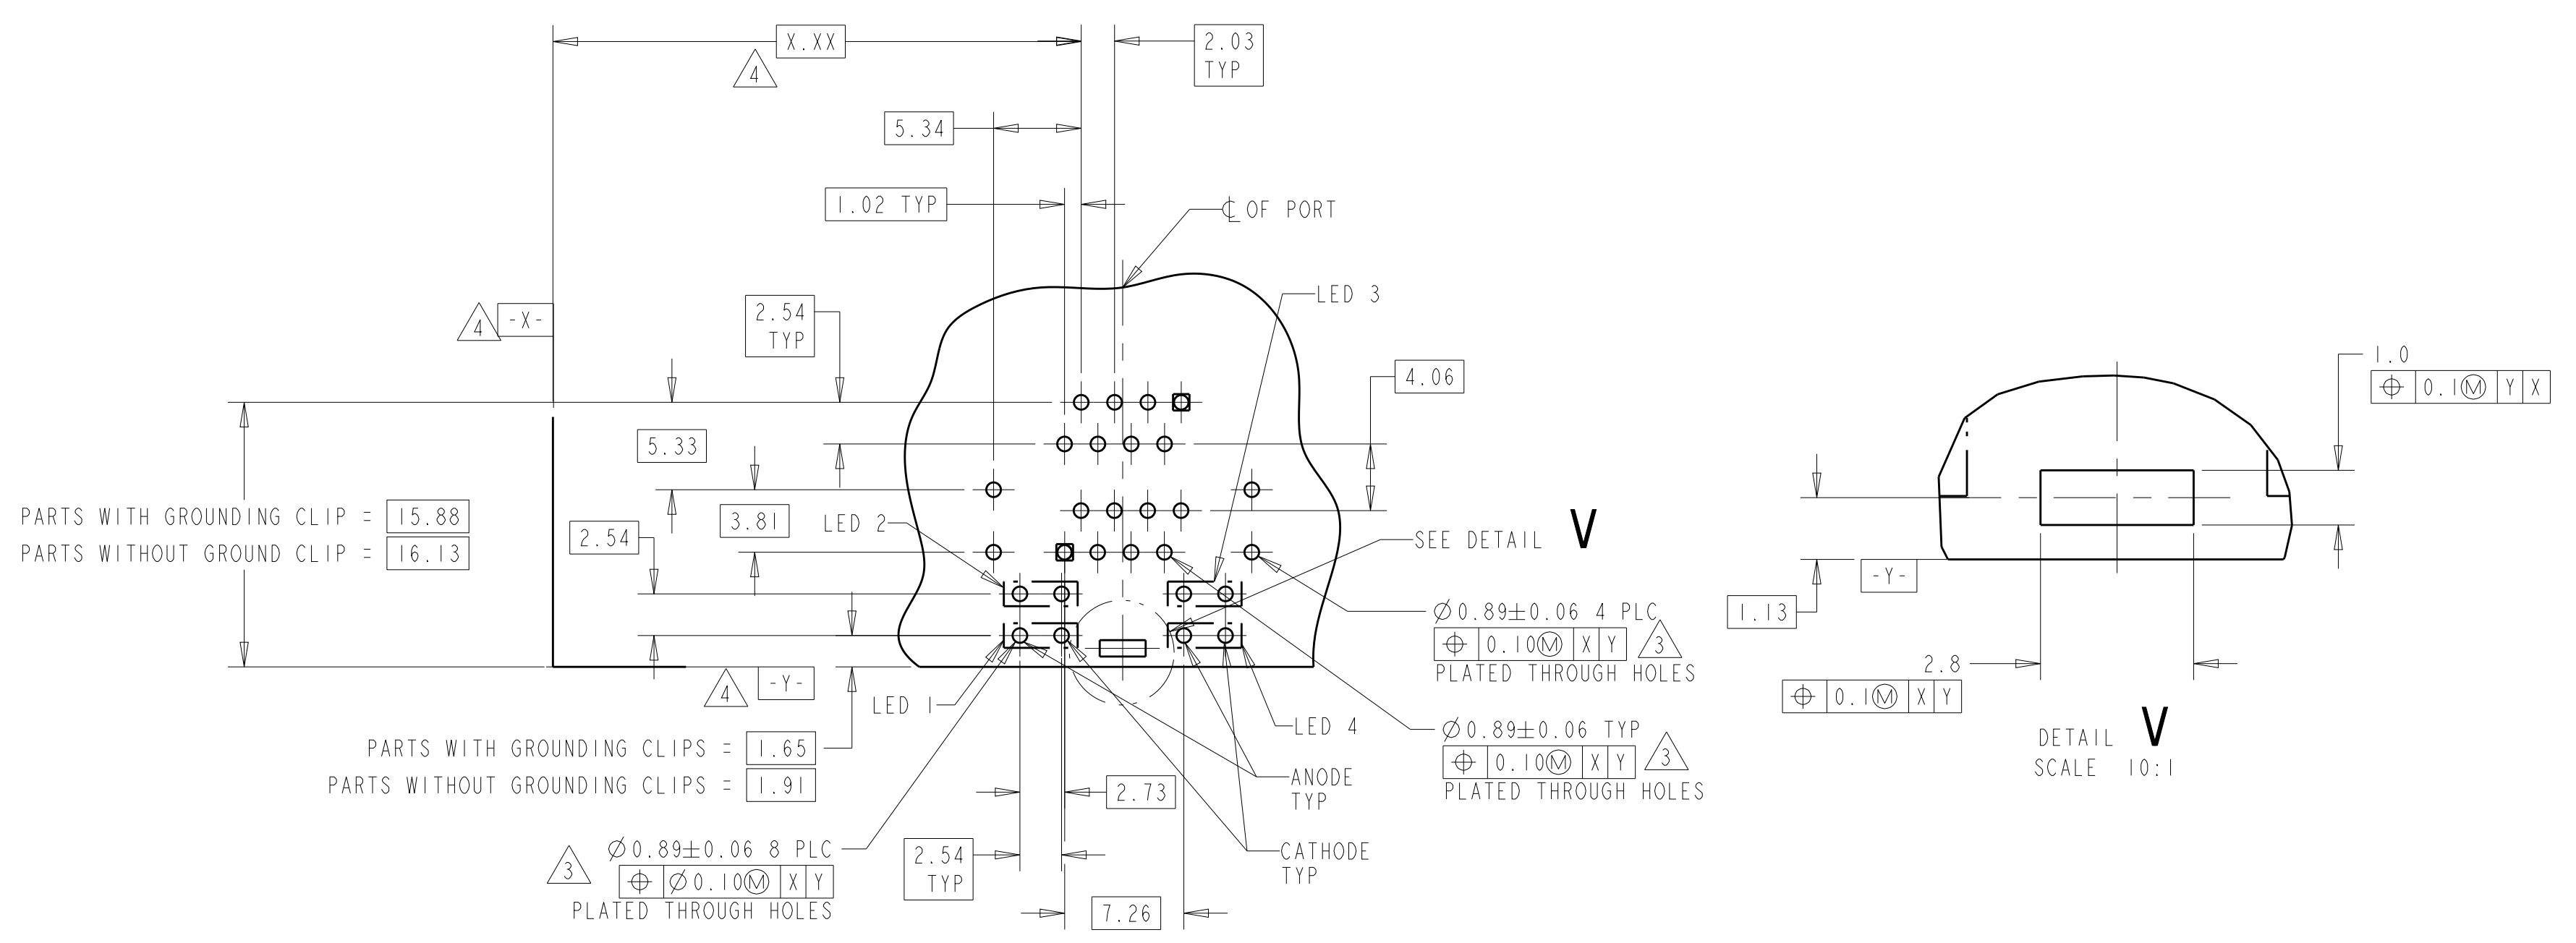 X.XX
4
2.03
TYP
5.34
1.02 TYP
℄ OF PORT
LED 3
4
-X-
2.54
TYP
4.06
1.0
⌖ 0.1Ⓜ Y X
5.33
PARTS WITH GROUNDING CLIP = 15.88
PARTS WITHOUT GROUND CLIP = 16.13
3.81
2.54
LED 2
SEE DETAIL V
-Y-
1.13
Ø0.89±0.06 4 PLC
⌖ 0.10Ⓜ X Y 3
PLATED THROUGH HOLES
2.8
⌖ 0.1Ⓜ X Y
4
-Y-
LED 1
LED 4
Ø0.89±0.06 TYP
⌖ 0.10Ⓜ X Y 3
PLATED THROUGH HOLES
DETAIL V
SCALE 10:1
PARTS WITH GROUNDING CLIPS = 1.65
PARTS WITHOUT GROUNDING CLIPS = 1.91
2.73
ANODE
TYP
3
Ø0.89±0.06 8 PLC
⌖ Ø0.10Ⓜ X Y
PLATED THROUGH HOLES
2.54
TYP
CATHODE
TYP
7.26